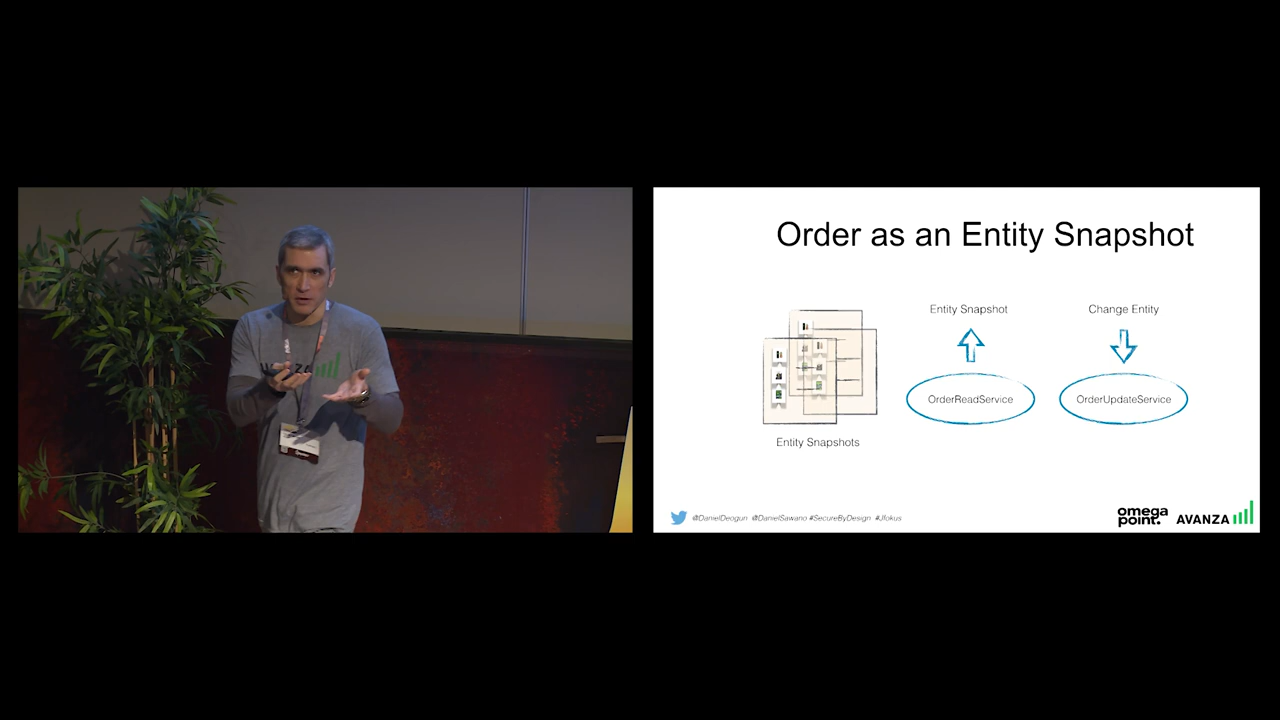 Order as an Entity Snapshot
Entity Snapshot
Change Entity
OrderReadService
OrderUpdateService
Entity Snapshots
@DanielDeogun @DanielSawano #SecureByDesign #Jfokus
omega
point.
AVANZA